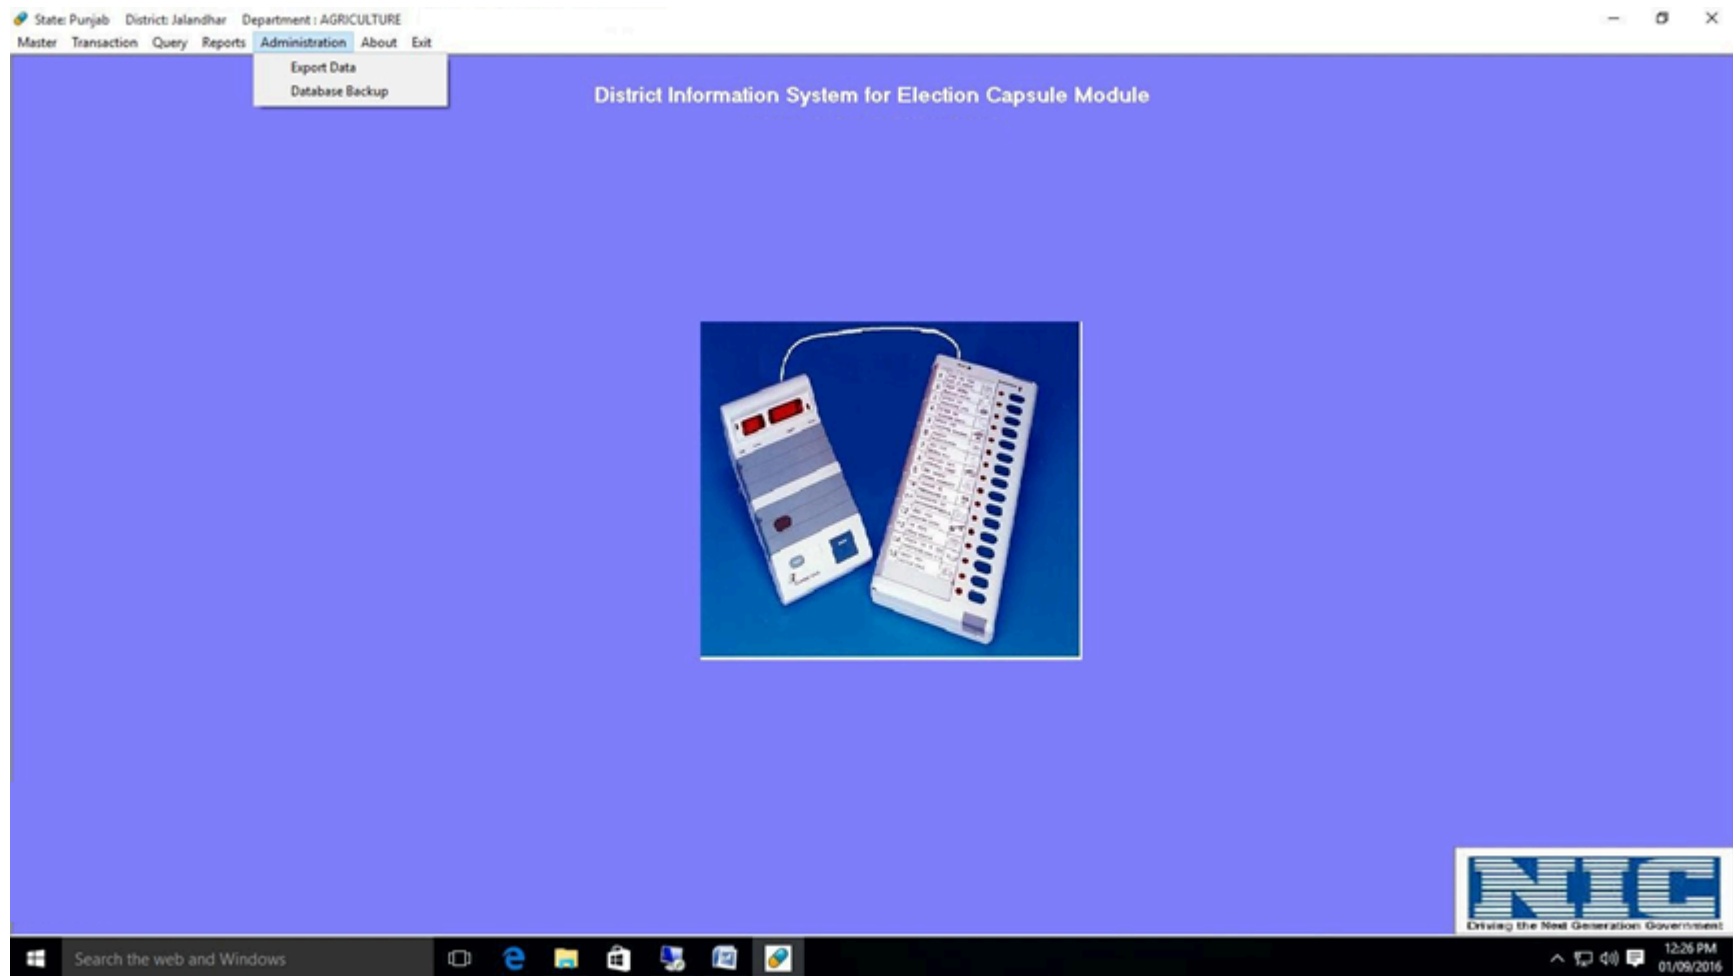 State: Punjab District: Jalandhar Department : AGRICULTURE
Master Transaction Query Reports Administration About Exit
Export Data
Database Backup
District Information System for Election Capsule Module
NIC
Driving the Next Generation Government
Search the web and Windows
12:26 PM
01/09/2016